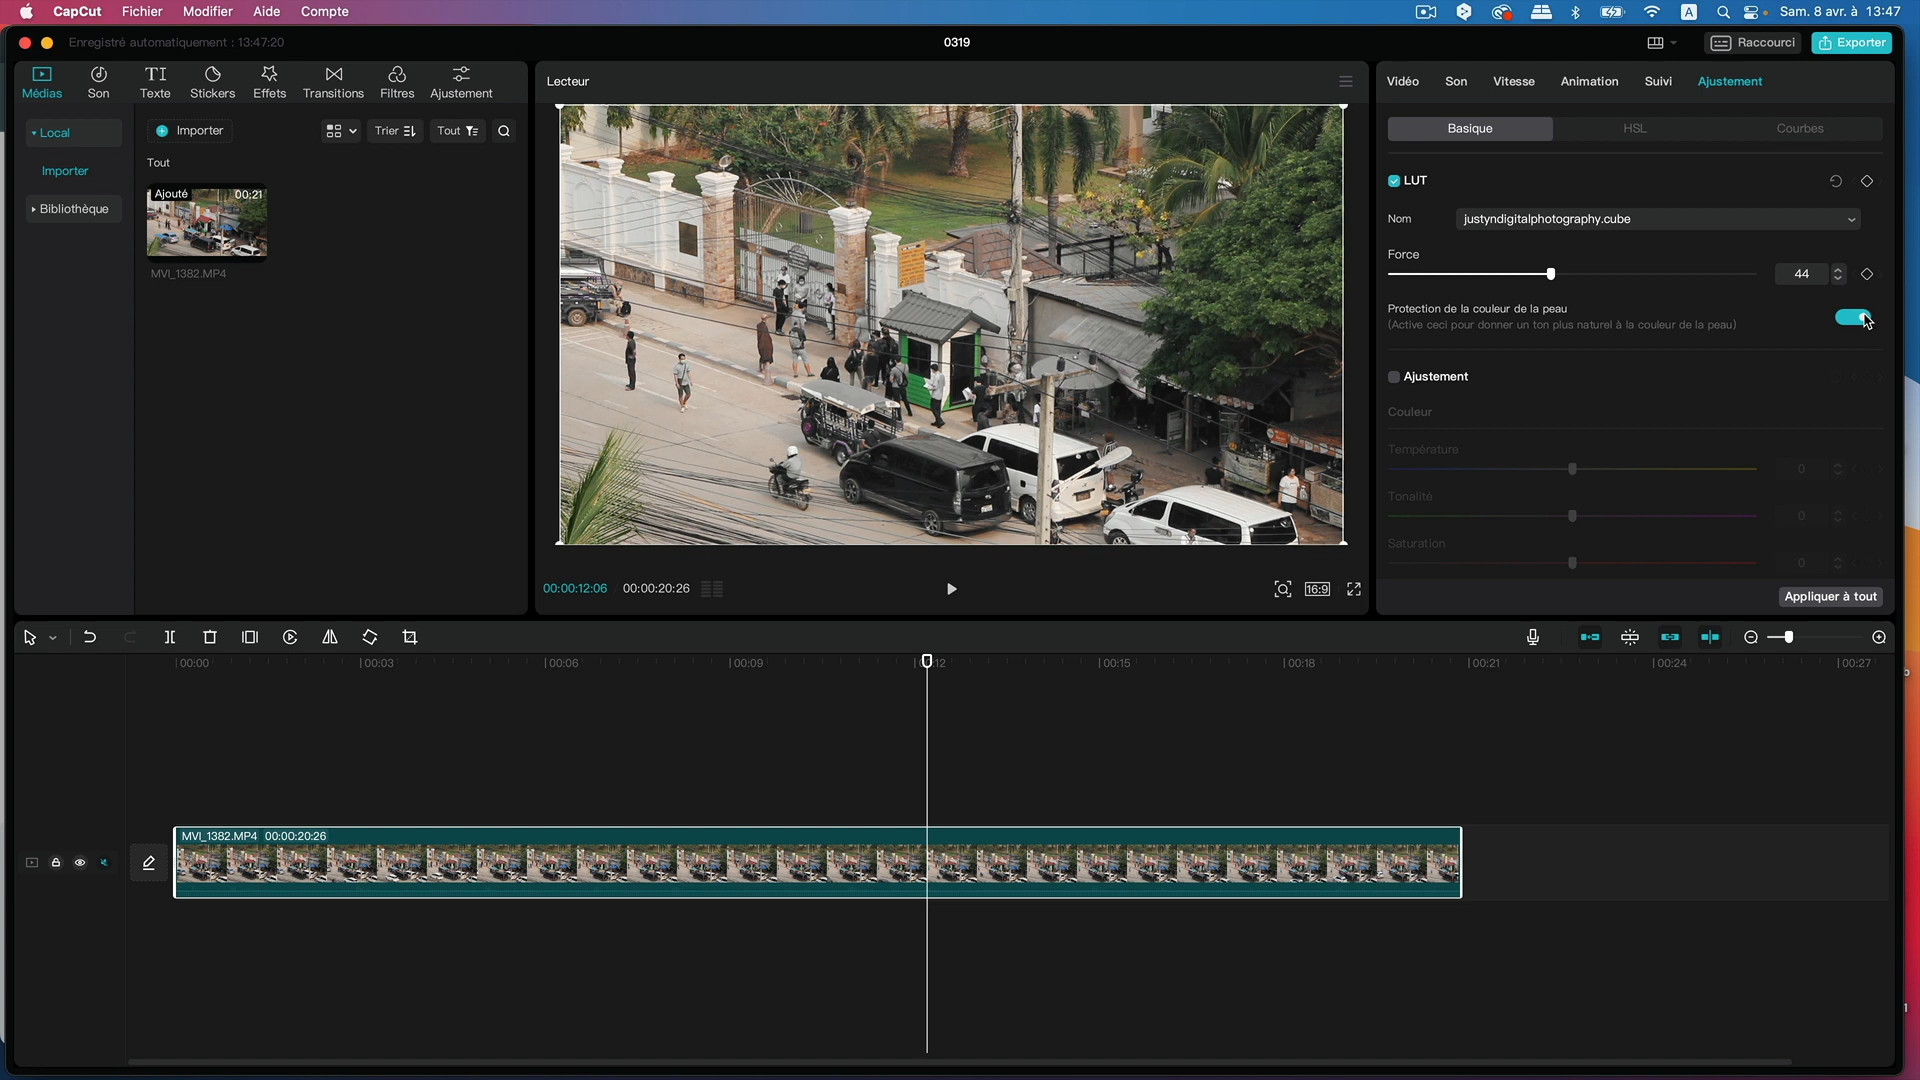 CapCut Fichier Modifier Aide Compte
A Sam. 8 avr. à 13:47
Enregistré automatiquement : 13:47:20
0319
Raccourci
Exporter
Médias Son Texte Stickers Effets Transitions Filtres Ajustement
Local
Importer
Bibliothèque
Importer
Trier
Tout
Tout
Ajouté 00:21
MVI_1382.MP4
Lecteur
00:00:12:06 00:00:20:26
16:9
Vidéo Son Vitesse Animation Suivi Ajustement
Basique HSL Courbes
LUT
Nom justyndigitalphotography.cube
Force
44
Protection de la couleur de la peau
(Active ceci pour donner un ton plus naturel à la couleur de la peau)
Ajustement
Couleur
Température
0
Tonalité
0
Saturation
0
Appliquer à tout
00:00 00:03 00:06 00:09 00:12 00:15 00:18 00:21 00:24 00:27
MVI_1382.MP4 00:00:20:26